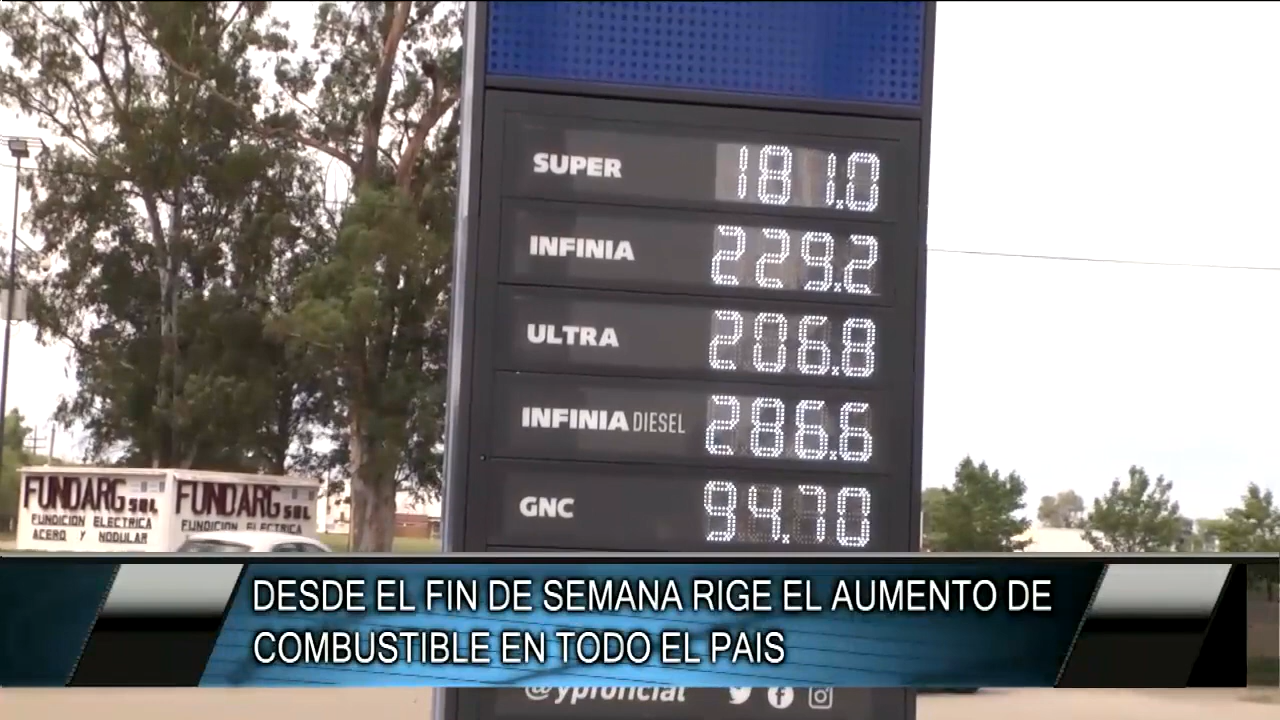 SUPER 181.0
INFINIA 229.2
ULTRA 206.8
INFINIA DIESEL 286.6
GNC 94.70
FUNDARG SRL FUNDARG SRL
FUNDICION ELECTRICA FUNDICION ELECTRICA
ACERO Y NODULAR
DESDE EL FIN DE SEMANA RIGE EL AUMENTO DE
COMBUSTIBLE EN TODO EL PAIS
@ypfoficial